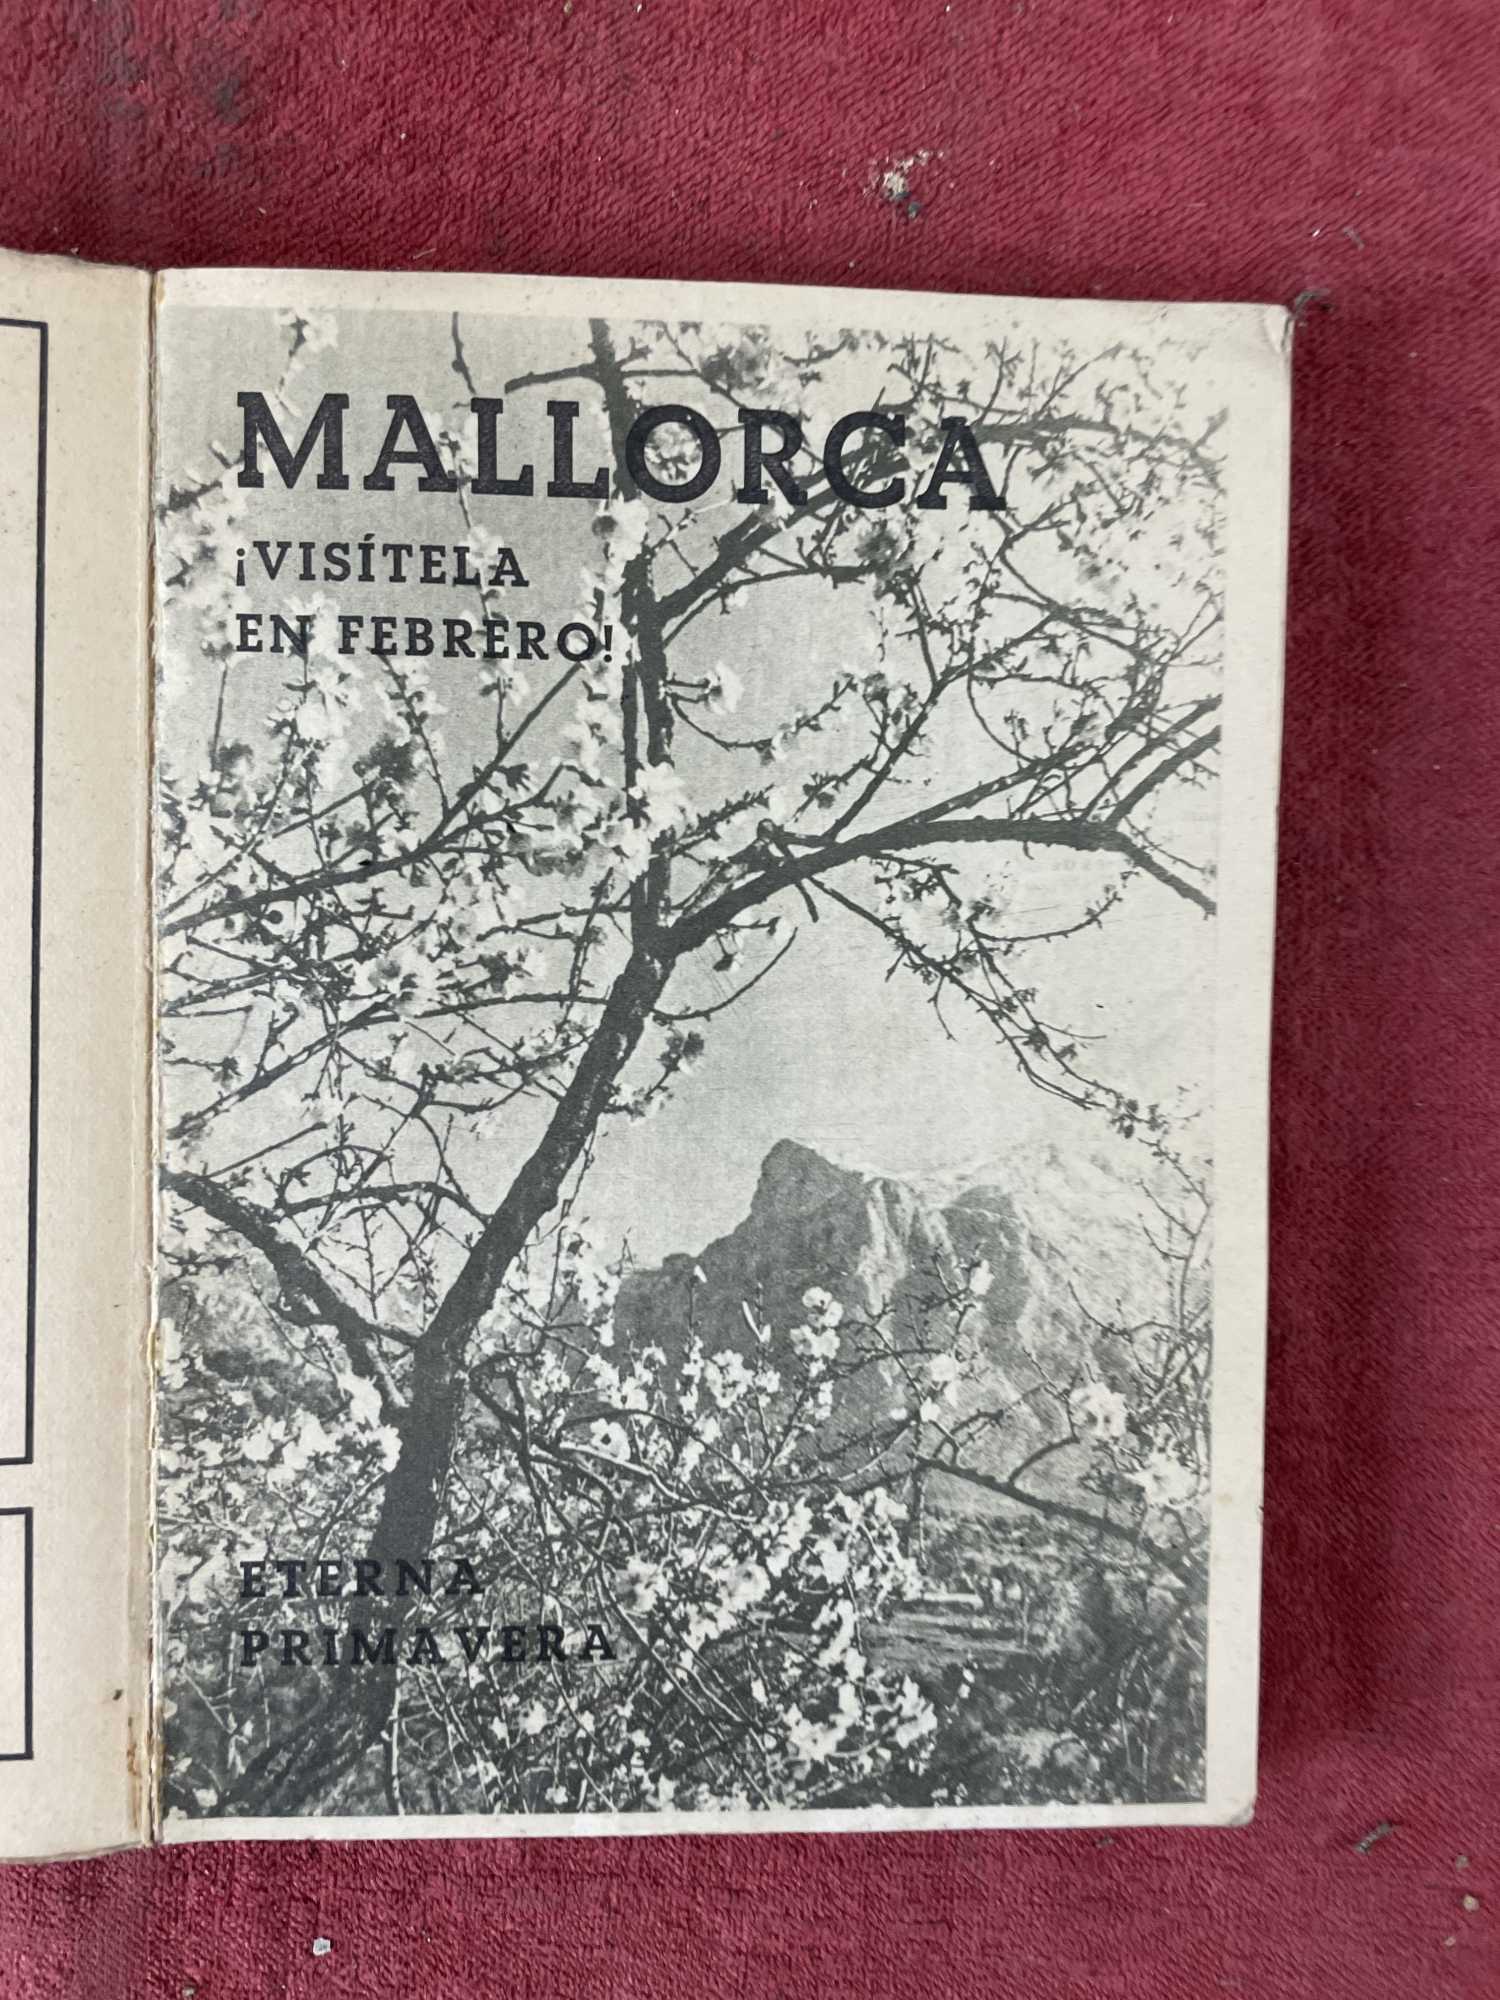 MALLORCA
¡VISÍTELA
EN FEBRERO!
ETERNA
PRIMAVERA